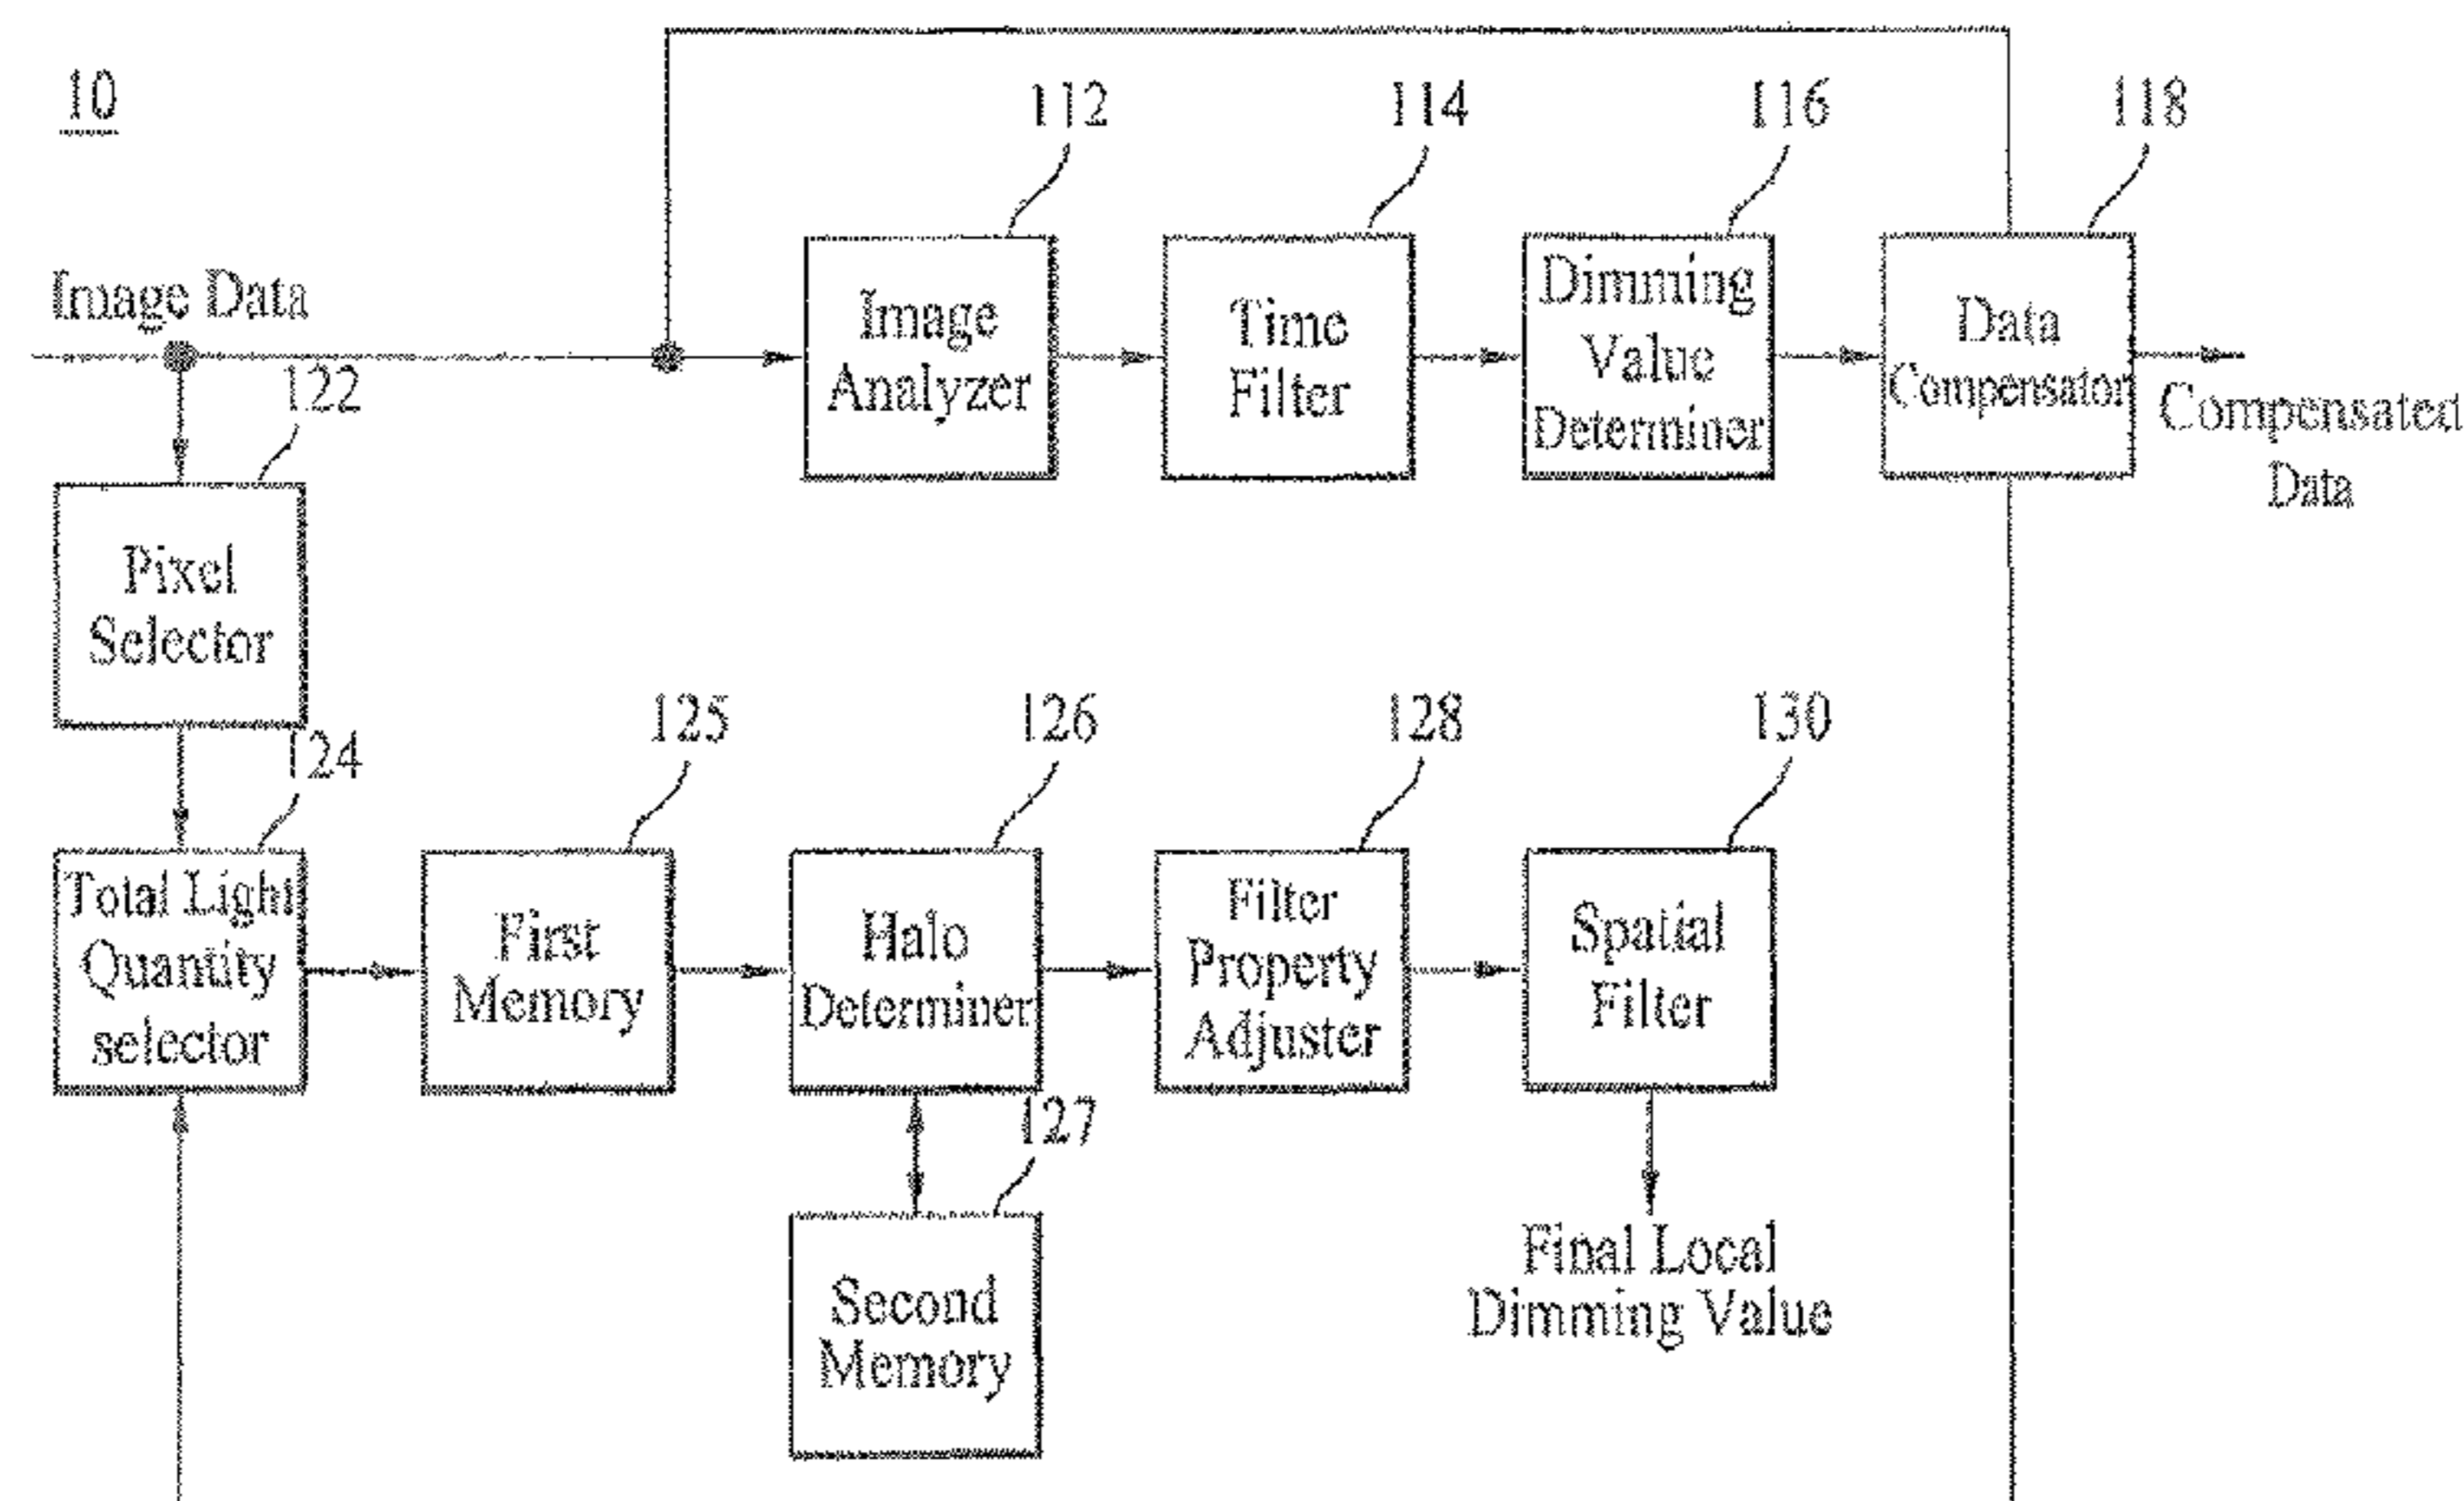 10
112
114
116
118
Image Data
Image
Analyzer
Time
Filter
Dimming
Value
Determiner
Data
Compensator
Compensated
Data
122
Pixel
Selector
124
125
126
128
130
Total Light
Quantity
selector
First
Memory
Halo
Determiner
Filter
Property
Adjuster
Spatial
Filter
127
Second
Memory
Final Local
Dimming Value